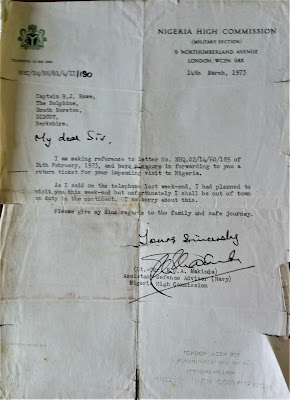 NIGERIA HIGH COMMISSION
(MILITARY SECTION)
9 NORTHUMBERLAND AVENUE
LONDON, WC2N 5BX
14th March, 1973
Captain R.J. Rawe,
The Dolphins,
South Moreton,
DIDCOT,
Berkshire.
My dear Sir,
I am making reference to letter No. NHQ.02/14/60/185 of
February, 1973, and have pleasure in forwarding to you a
return ticket for your impending visit to Nigeria.
As I said on the telephone last week-end, I had planned to
visit you this week-end but unfortunately I shall be out of town
on duty in the continent. I am sorry about this.
Please give my kind regards to the family and safe journey.
Yours Sincerely
Makinde)
Assistant Defence Adviser (Navy)
Nigeria High Commission